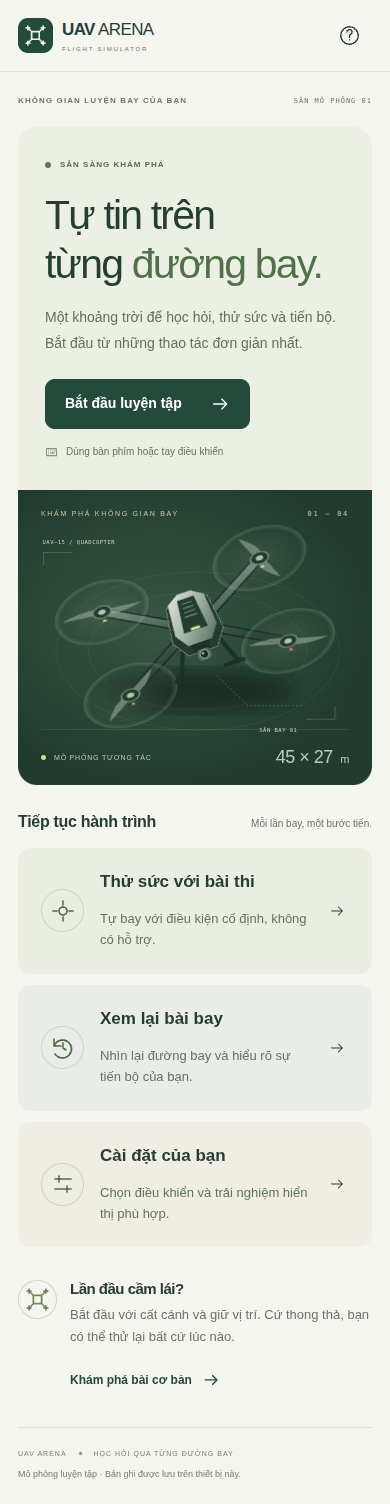 UAV ARENA
FLIGHT SIMULATOR
KHÔNG GIAN LUYỆN BAY CỦA BẠN
SÂN MÔ PHỎNG 01
SẴN SÀNG KHÁM PHÁ
Tự tin trên
từng đường bay.
Một khoảng trời để học hỏi, thử sức và tiến bộ.
Bắt đầu từ những thao tác đơn giản nhất.
Bắt đầu luyện tập
Dùng bàn phím hoặc tay điều khiển
KHÁM PHÁ KHÔNG GIAN BAY
01 — 04
UAV-15 / QUADCOPTER
SÂN BAY 01
MÔ PHỎNG TƯƠNG TÁC
45 × 27 m
Tiếp tục hành trình
Mỗi lần bay, một bước tiến.
Thử sức với bài thi
Tự bay với điều kiện cố định, không
có hỗ trợ.
Xem lại bài bay
Nhìn lại đường bay và hiểu rõ sự
tiến bộ của bạn.
Cài đặt của bạn
Chọn điều khiển và trải nghiệm hiển
thị phù hợp.
Lần đầu cầm lái?
Bắt đầu với cất cánh và giữ vị trí. Cứ thong thả, bạn
có thể thử lại bất cứ lúc nào.
Khám phá bài cơ bản
UAV ARENA • HỌC HỎI QUA TỪNG ĐƯỜNG BAY
Mô phỏng luyện tập · Bản ghi được lưu trên thiết bị này.